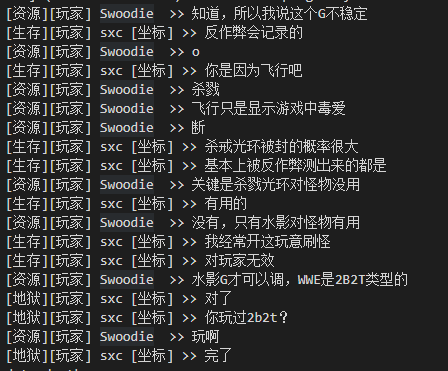 [资源][玩家] Swoodie >> 知道，所以我说这个G不稳定
[生存][玩家] sxc [坐标] >> 反作弊会记录的
[资源][玩家] Swoodie >> o
[生存][玩家] sxc [坐标] >> 你是因为飞行吧
[资源][玩家] Swoodie >> 杀戮
[资源][玩家] Swoodie >> 飞行只是显示游戏中毒爱
[资源][玩家] Swoodie >> 断
[生存][玩家] sxc [坐标] >> 杀戒光环被封的概率很大
[生存][玩家] sxc [坐标] >> 基本上被反作弊测出来的都是
[资源][玩家] Swoodie >> 关键是杀戮光环对怪物没用
[生存][玩家] sxc [坐标] >> 有用的
[资源][玩家] Swoodie >> 没有，只有水影对怪物有用
[生存][玩家] sxc [坐标] >> 我经常开这玩意刷怪
[生存][玩家] sxc [坐标] >> 对玩家无效
[资源][玩家] Swoodie >> 水影G才可以调，WWE是2B2T类型的
[地狱][玩家] sxc [坐标] >> 对了
[地狱][玩家] sxc [坐标] >> 你玩过2b2t?
[资源][玩家] Swoodie >> 玩啊
[地狱][玩家] sxc [坐标] >> 完了